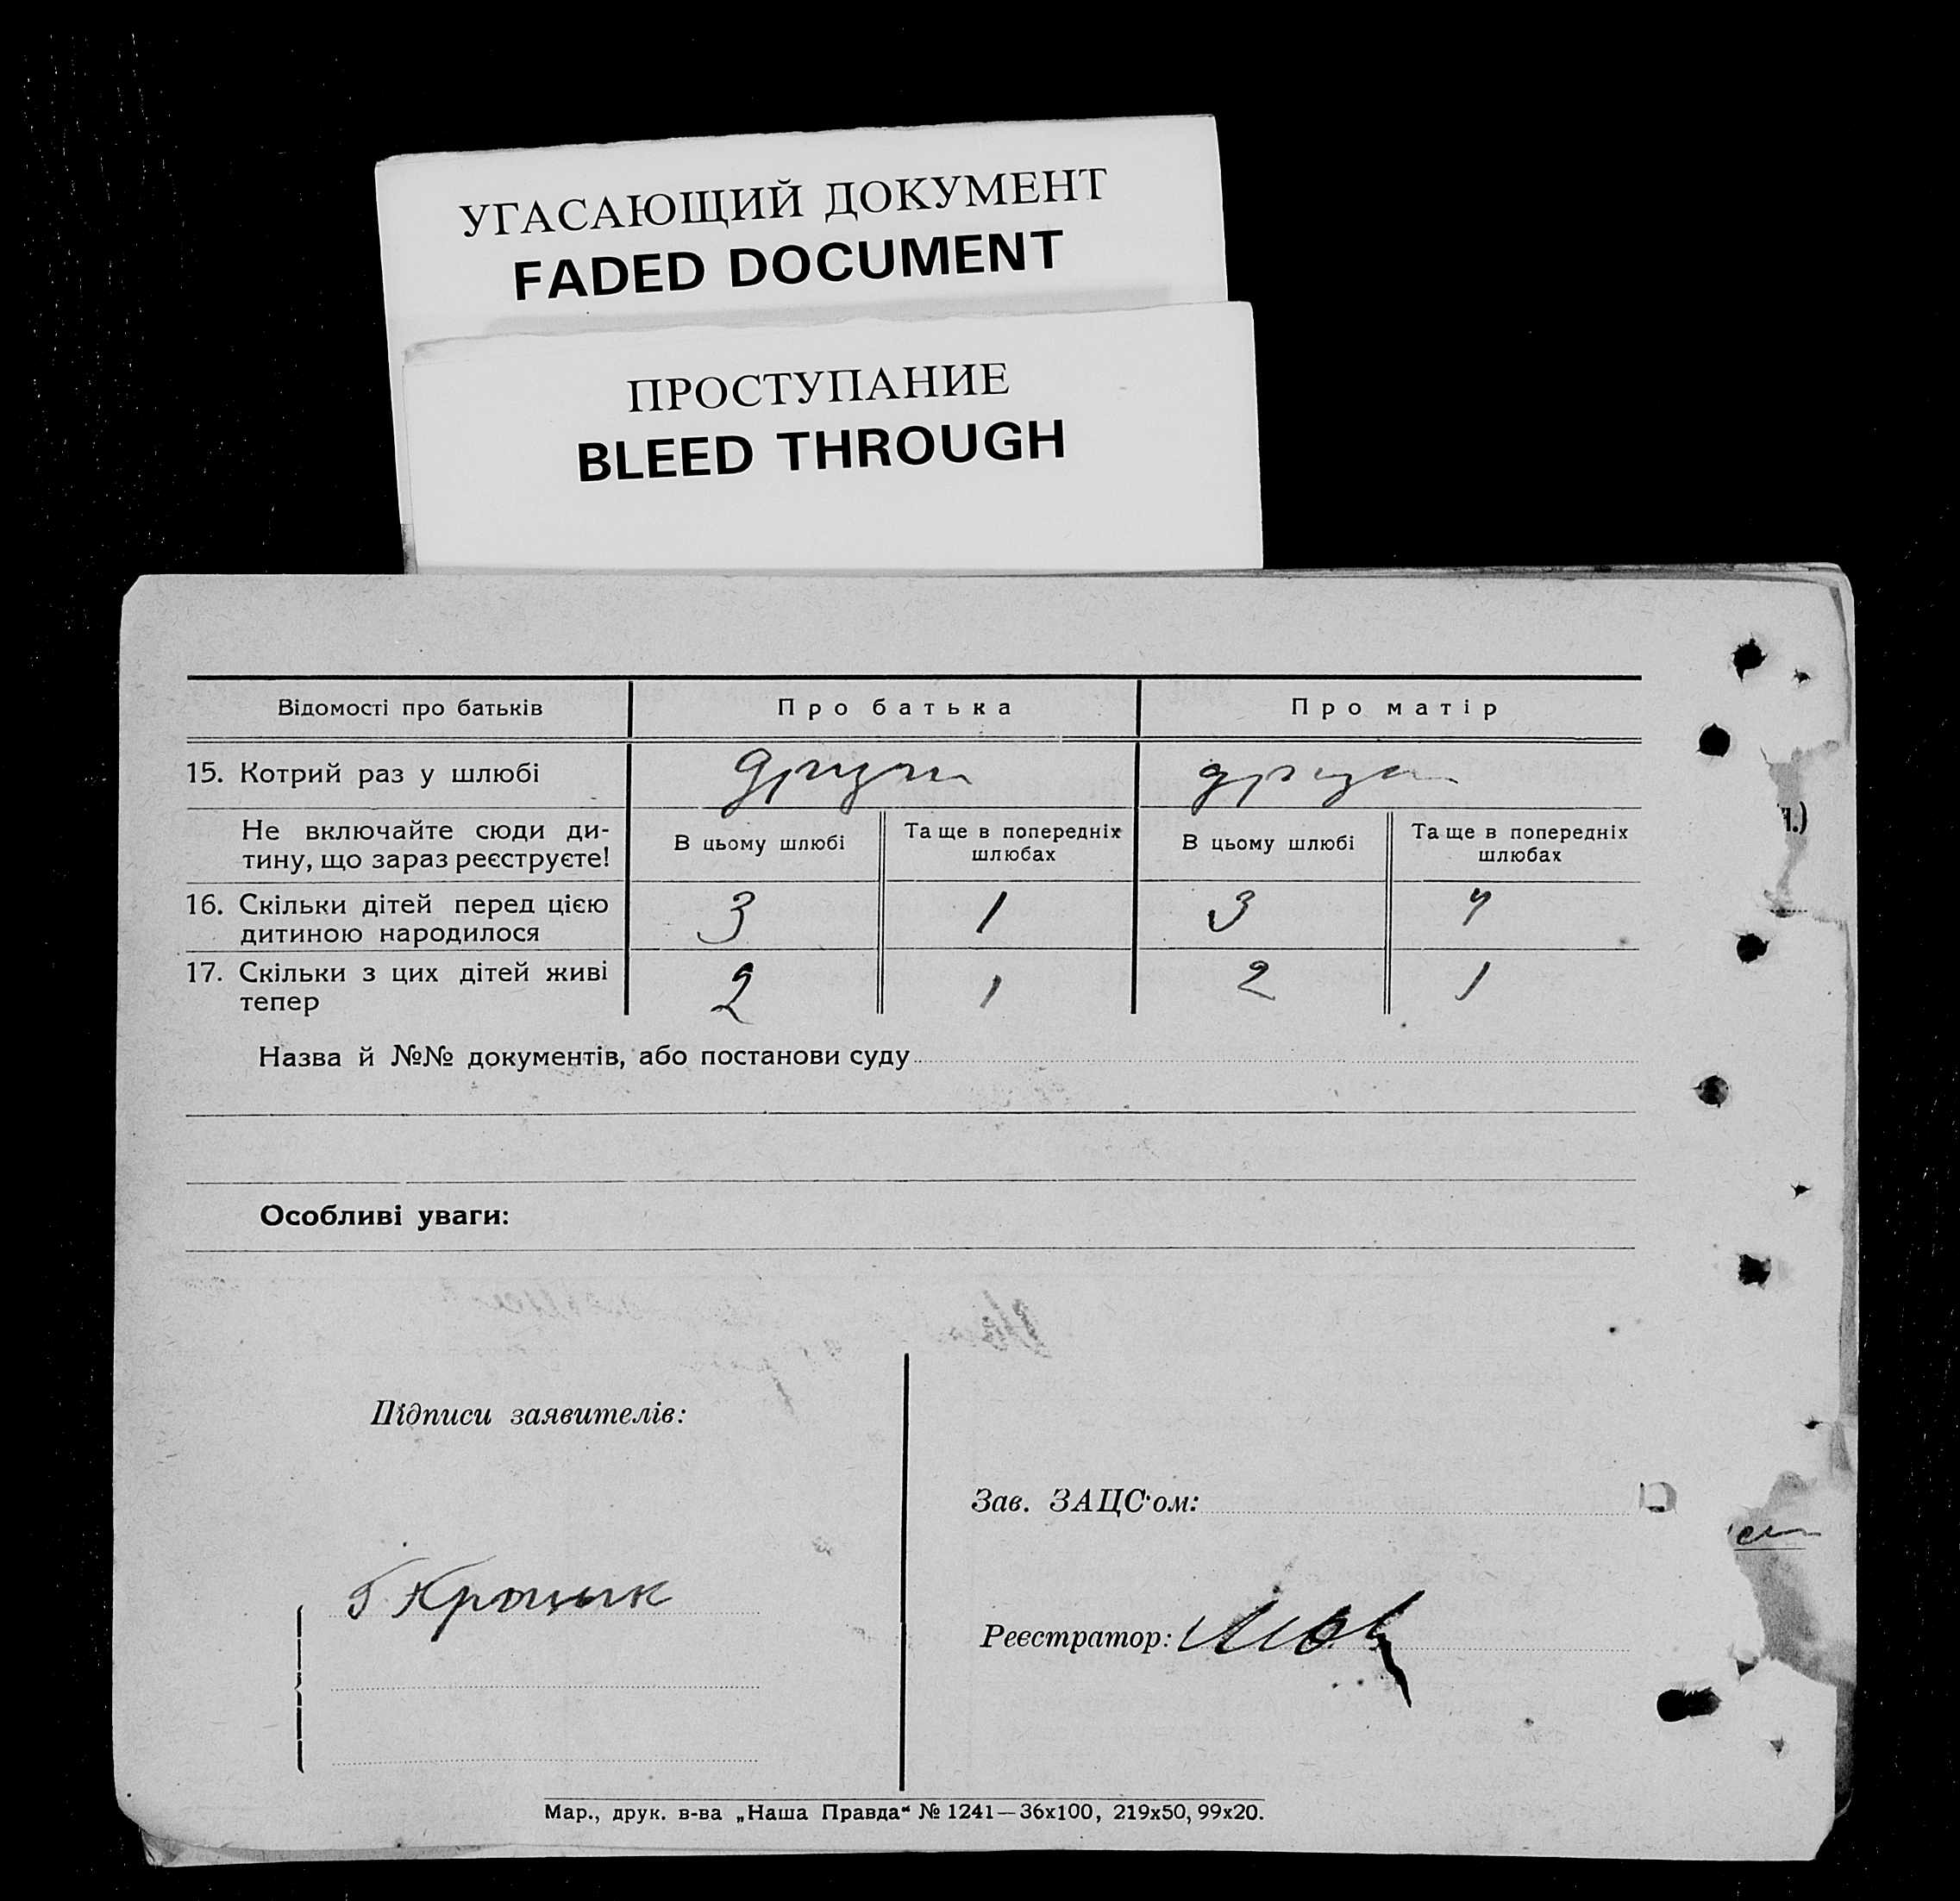 УГАСАЮЩИЙ ДОКУМЕНТ
FADED DOCUMENT
ПРОСТУПАНИЕ
BLEED THROUGH
Відомості про батьків Про батька Про матір
15. Котрий раз у шлюбі
Не включайте сюди ди-
тину, що зараз реєструєте!
В цьому шлюбі
Та ще в попередніх
шлюбах
В цьому шлюбі
Та ще в попередніх
шлюбах
16. Скільки дітей перед цією
дитиною народилося
3 1 3
17. Скільки з цих дітей живі
тепер
2 1 2 1
Назва й №№ документів, або постанови суду
Особливі уваги:
Підписи заявителів:
Зав. ЗАЦС'ом:
Реєстратор:
Мар., друк. в-ва „Наша Правда“ № 1241—36х100, 219х50, 99х20.